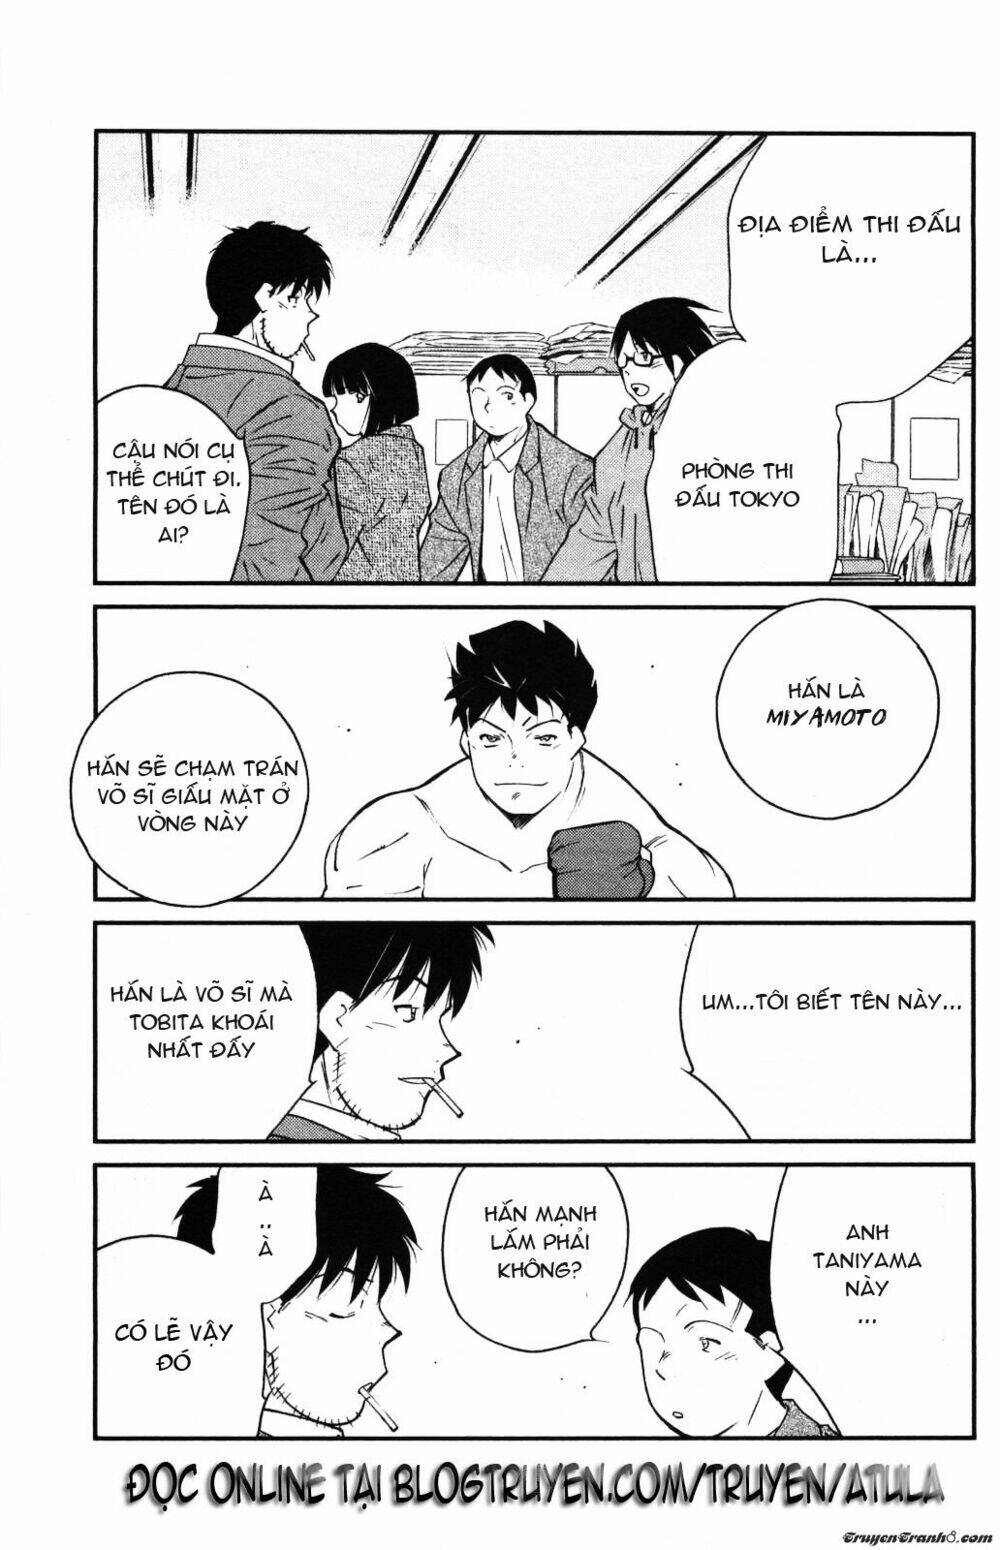 ĐỊA ĐIỂM THI ĐẤU
LÀ...
PHÒNG THI
ĐẤU TOKYO
CÂU NÓI CỤ
THỂ CHÚT ĐI.
TÊN ĐÓ LÀ
AI?
HẮN LÀ
MIYAMOTO
HẮN SẼ CHẠM TRÁN
VÕ SĨ GIẤU MẶT Ở
VÒNG NÀY
UM...TÔI BIẾT TÊN NÀY...
HẮN LÀ VÕ SĨ MÀ
TOBITA KHOÁI
NHẤT ĐẤY
ANH
TANIYAMA
NÀY
...
HẮN MẠNH
LẮM PHẢI
KHÔNG?
À
..
À
CÓ LẼ VẬY
ĐÓ
ĐỌC ONLINE TẠI BLOGTRUYEN.COM/TRUYEN/ATULA
TruyenTranh8.com